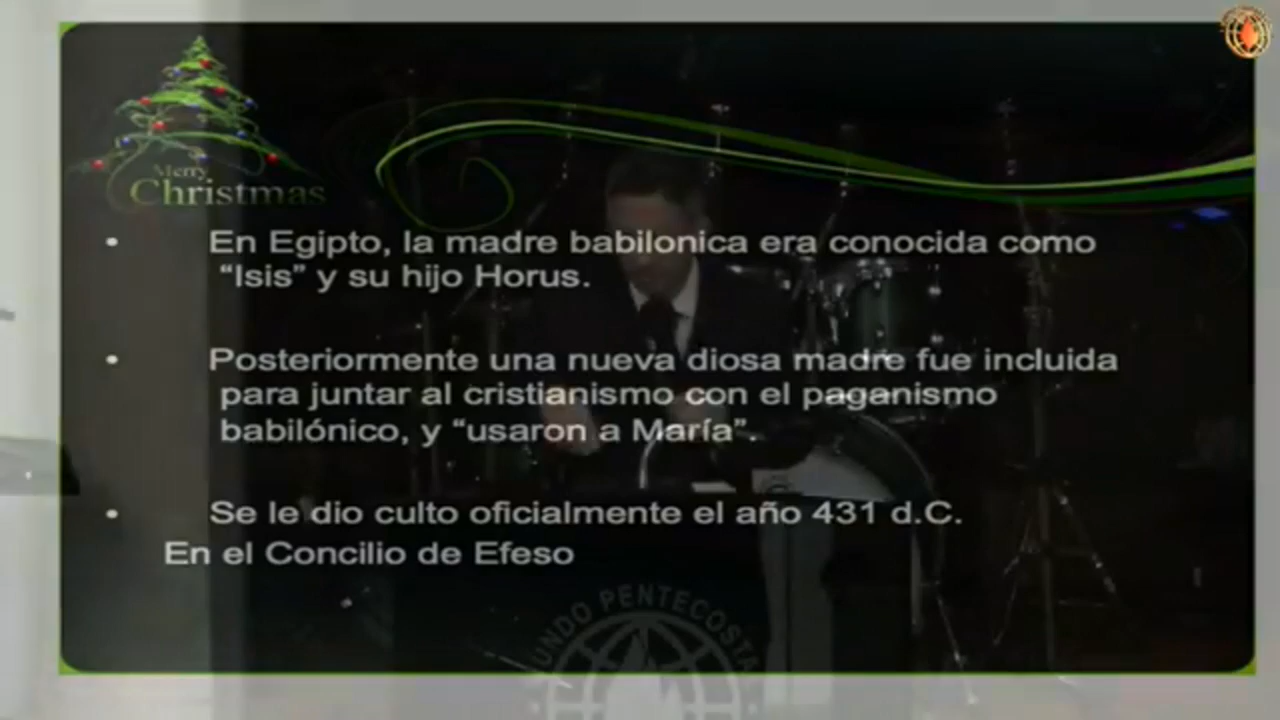 Merry
Christmas
• En Egipto, la madre babilonica era conocida como
“Isis” y su hijo Horus.
• Posteriormente una nueva diosa madre fue incluida
para juntar al cristianismo con el paganismo
babilónico, y “usaron a María”.
• Se le dio culto oficialmente el año 431 d.C.
En el Concilio de Efeso
UNDO PENTECOSTA